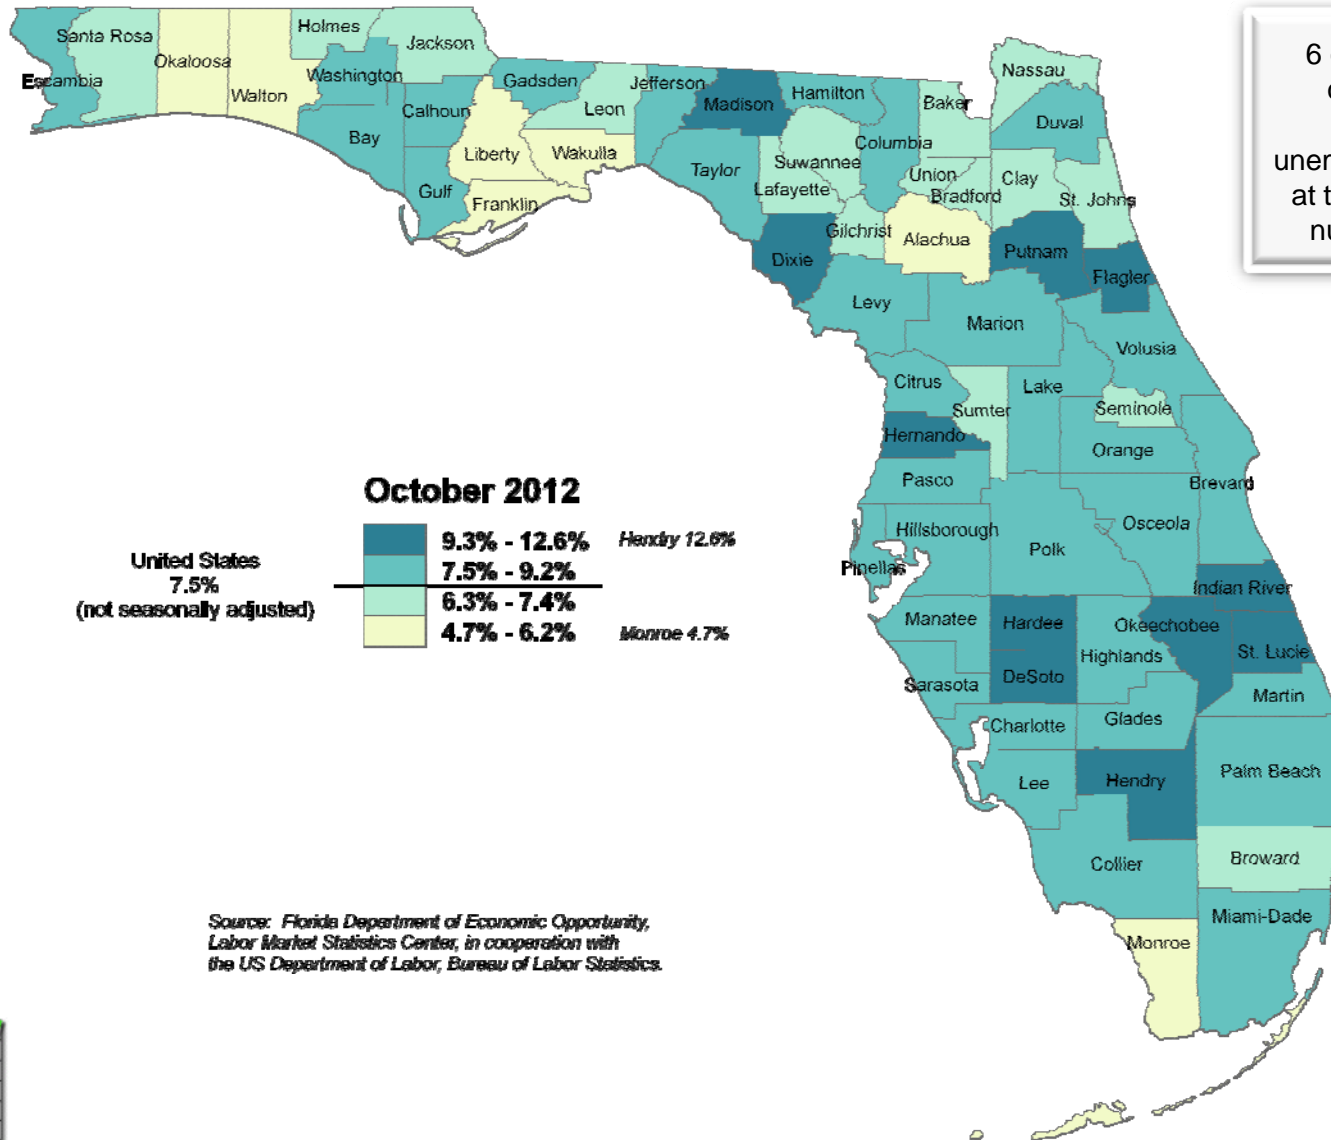 Santa Rosa
Holmes
Jackson
Escambia
Okaloosa
Walton
Washington
Gadsden
Jefferson
Hamilton
Nassau
Calhoun
Leon
Madison
Baker
Duval
Bay
Liberty
Wakulla
Taylor
Suwannee
Columbia
Union
Clay
Gulf
Franklin
Lafayette
Bradford
St. Johns
Gilchrist
Alachua
Putnam
Dixie
Flagler
Levy
Marion
Volusia
Citrus
Sumter
Lake
Seminole
Hernando
Orange
Pasco
Brevard
Hillsborough
Osceola
Polk
Pinellas
Indian River
Manatee
Hardee
Okeechobee
St. Lucie
Highlands
Sarasota
DeSoto
Martin
Charlotte
Glades
Lee
Hendry
Palm Beach
Collier
Broward
Miami-Dade
Monroe
6
uner
at t
nu
October 2012
9.3% - 12.6% Hendry 12.6%
7.5% - 9.2%
6.3% - 7.4%
4.7% - 6.2% Monroe 4.7%
United States
7.5%
(not seasonally adjusted)
Source: Florida Department of Economic Opportunity,
Labor Market Statistics Center, in cooperation with
the US Department of Labor, Bureau of Labor Statistics.